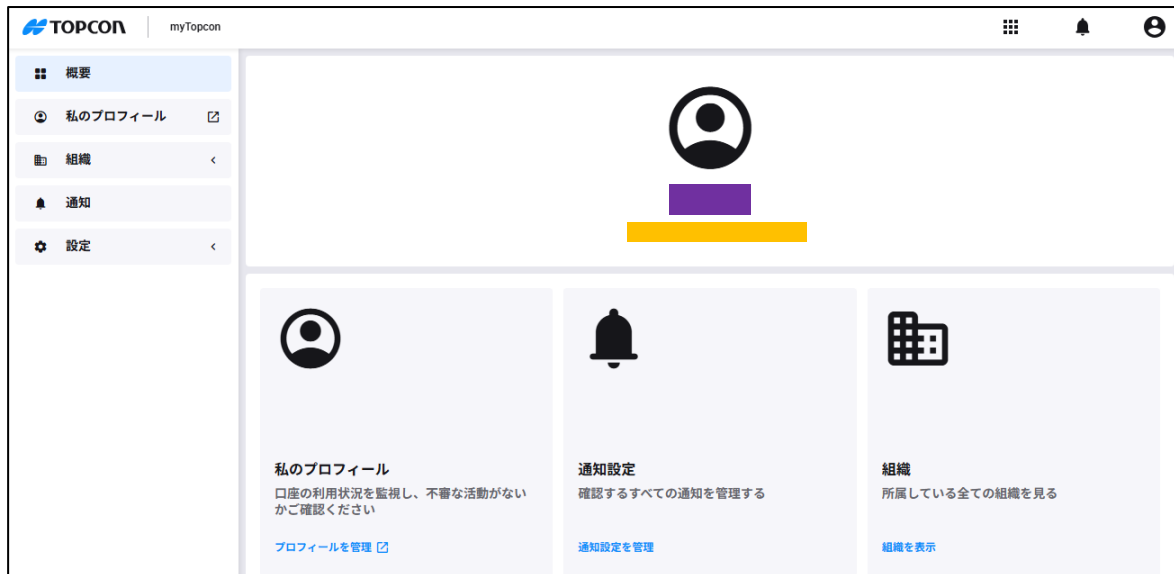 TOPCON
myTopcon
概要
私のプロフィール
組織
通知
設定
私のプロフィール
口座の利用状況を監視し、不審な活動がない
かご確認ください
プロフィールを管理
通知設定
確認するすべての通知を管理する
通知設定を管理
組織
所属している全ての組織を見る
組織を表示